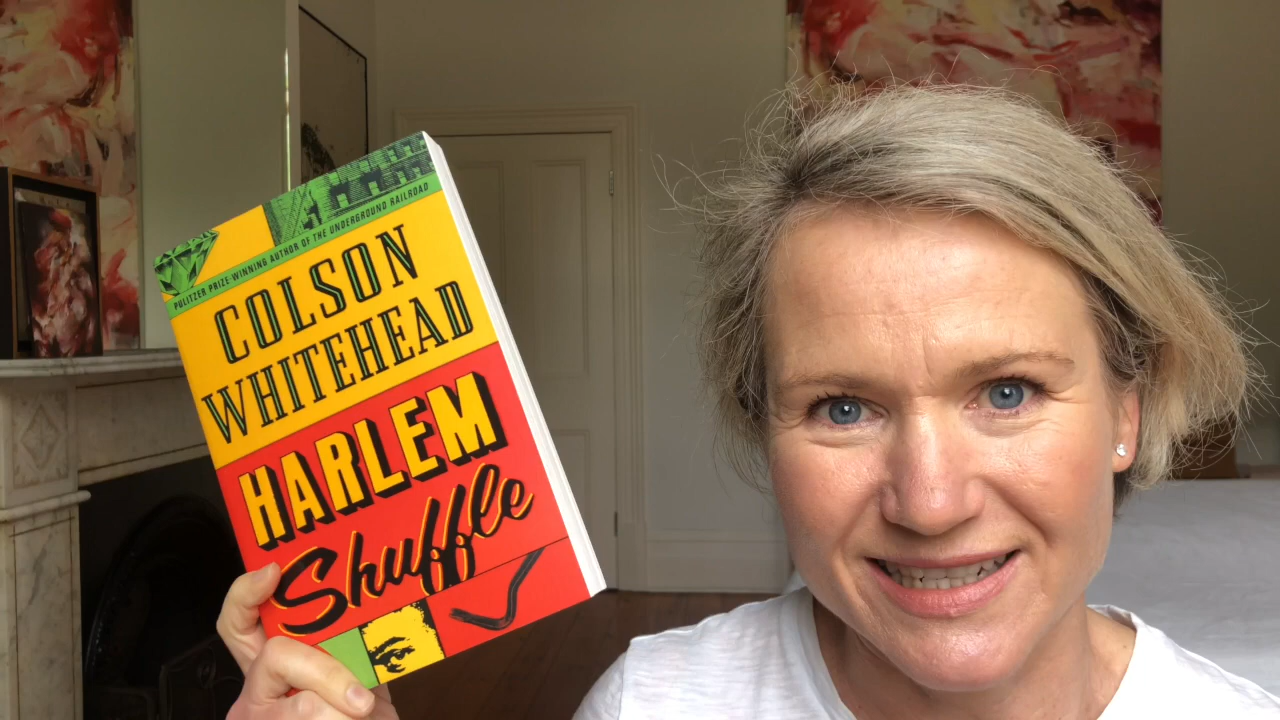 PULITZER PRIZE-WINNING AUTHOR OF THE UNDERGROUND RAILROAD
COLSON
WHITEHEAD
HARLEM
Shuffle